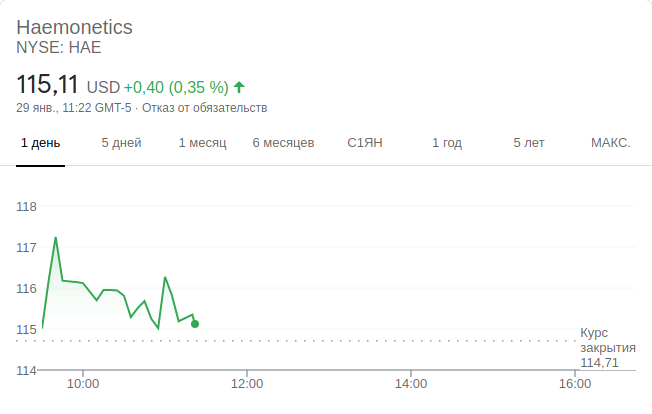 Haemonetics
NYSE: HAE
115,11 USD +0,40 (0,35 %)
29 янв., 11:22 GMT-5 · Отказ от обязательств
1 день 5 дней 1 месяц 6 месяцев С1ЯН 1 год 5 лет МАКС.
118
117
116
115
Курс
закрытия
114,71
114
10:00 12:00 14:00 16:00